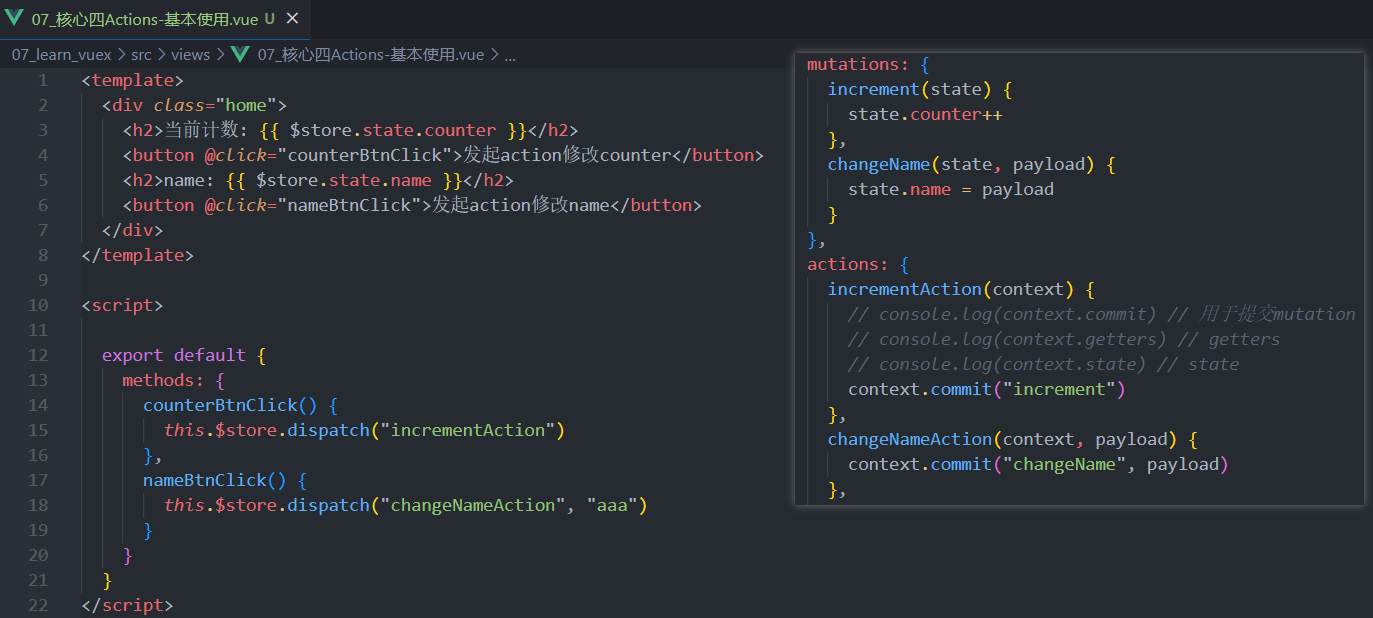 07_核心四Actions-基本使用.vue U ×
07_learn_vuex > src > views > 07_核心四Actions-基本使用.vue > ...
1 <template>
2 <div class="home">
3 <h2>当前计数: {{ $store.state.counter }}</h2>
4 <button @click="counterBtnClick">发起action修改counter</button>
5 <h2>name: {{ $store.state.name }}</h2>
6 <button @click="nameBtnClick">发起action修改name</button>
7 </div>
8 </template>
9
10 <script>
11
12 export default {
13 methods: {
14 counterBtnClick() {
15 this.$store.dispatch("incrementAction")
16 },
17 nameBtnClick() {
18 this.$store.dispatch("changeNameAction", "aaa")
19 }
20 }
21 }
22 </script>
mutations: {
increment(state) {
state.counter++
},
changeName(state, payload) {
state.name = payload
}
},
actions: {
incrementAction(context) {
// console.log(context.commit) // 用于提交mutation
// console.log(context.getters) // getters
// console.log(context.state) // state
context.commit("increment")
},
changeNameAction(context, payload) {
context.commit("changeName", payload)
},